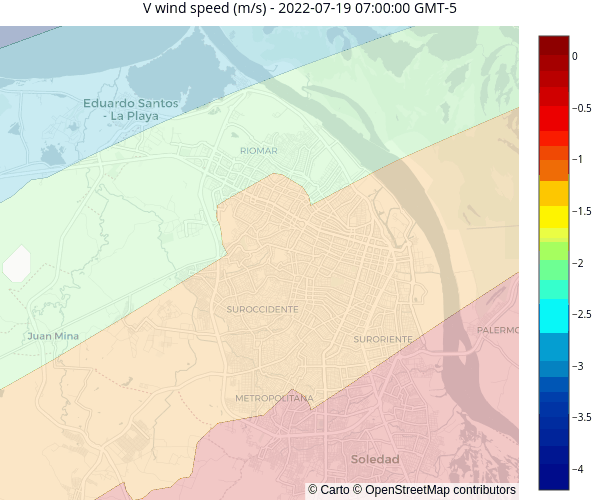 V wind speed (m/s) - 2022-07-19 07:00:00 GMT-5
Eduardo Santos
- La Playa
RIOMAR
SUROCCIDENTE
Juan Mina
SURORIENTE
PALERMO
METROPOLITANA
Soledad
© Carto © OpenStreetMap contributors
0
−0.5
−1
−1.5
−2
−2.5
−3
−3.5
−4